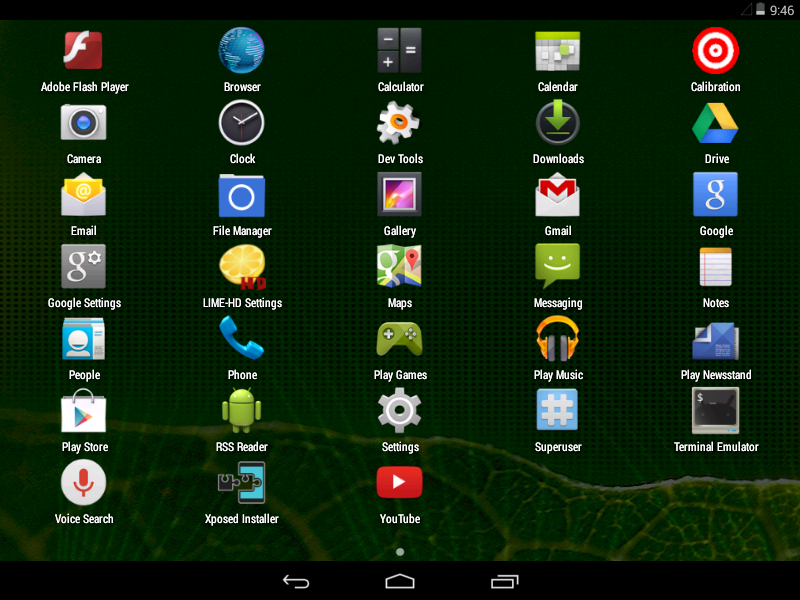 9:46
Adobe Flash Player
Browser
Calculator
Calendar
Calibration
Camera
Clock
Dev Tools
Downloads
Drive
Email
File Manager
Gallery
Gmail
Google
Google Settings
LIME-HD Settings
Maps
Messaging
Notes
People
Phone
Play Games
Play Music
Play Newsstand
Play Store
RSS Reader
Settings
Superuser
Terminal Emulator
Voice Search
Xposed Installer
YouTube